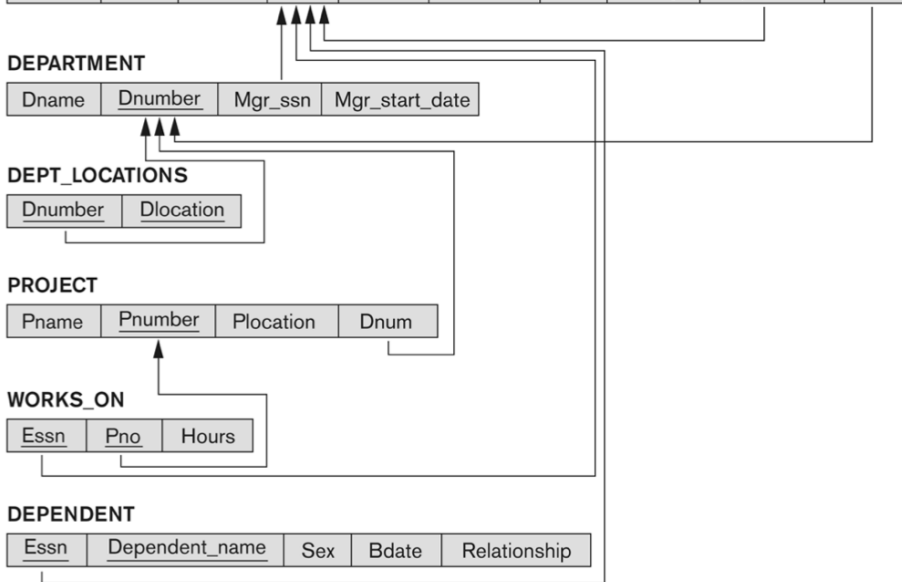 DEPARTMENT
Dname Dnumber Mgr_ssn Mgr_start_date
DEPT_LOCATIONS
Dnumber Dlocation
PROJECT
Pname Pnumber Plocation Dnum
WORKS_ON
Essn Pno Hours
DEPENDENT
Essn Dependent_name Sex Bdate Relationship